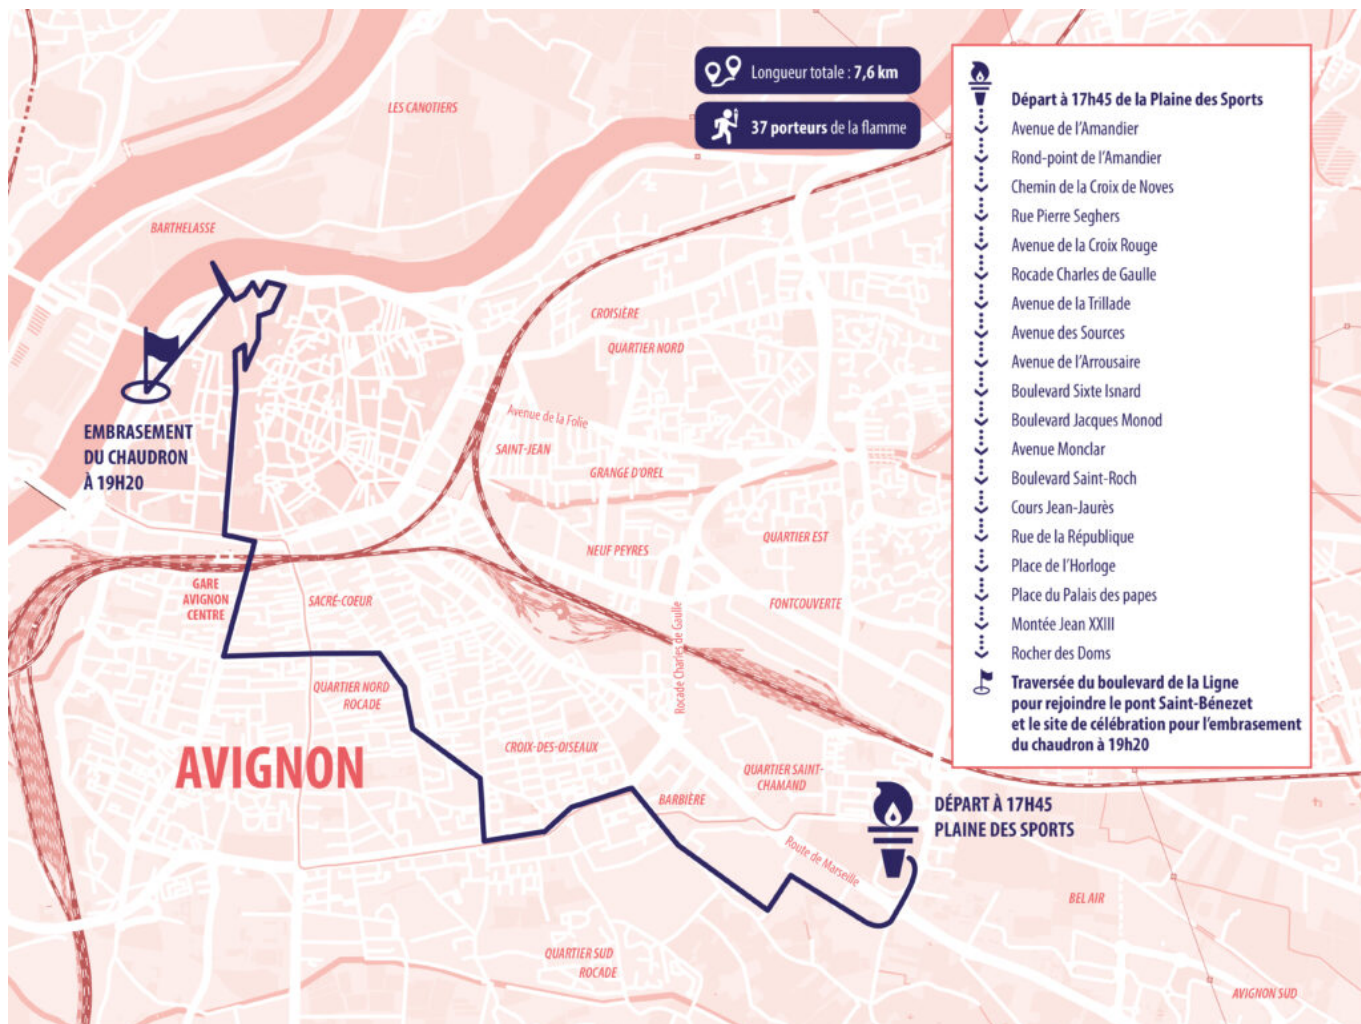 Longueur totale : 7,6 km
37 porteurs de la flamme
Départ à 17h45 de la Plaine des Sports
Avenue de l'Amandier
Rond-point de l'Amandier
Chemin de la Croix de Noves
Rue Pierre Seghers
Avenue de la Croix Rouge
Rocade Charles de Gaulle
Avenue de la Trillade
Avenue des Sources
Avenue de l'Arrousaire
Boulevard Sixte Isnard
Boulevard Jacques Monod
Avenue Monclar
Boulevard Saint-Roch
Cours Jean-Jaurès
Rue de la République
Place de l'Horloge
Place du Palais des papes
Montée Jean XXIII
Rocher des Doms
Traversée du boulevard de la Ligne
pour rejoindre le pont Saint-Bénezet
et le site de célébration pour l'embrasement
du chaudron à 19h20
LES CANOTIERS
BARTHELASSE
CROISIÈRE
QUARTIER NORD
Avenue de la Folie
EMBRASEMENT
DU CHAUDRON
À 19H20
SAINT-JEAN
GRANGE D'OREL
QUARTIER EST
NEUF PEYRES
GARE
AVIGNON
CENTRE
SACRÉ-COEUR
FONTCOUVERTE
Rocade Charles de Gaulle
QUARTIER NORD
ROCADE
AVIGNON
CROIX-DES-OISEAUX
QUARTIER SAINT-
CHAMAND
BARBIÈRE
DÉPART À 17H45
PLAINE DES SPORTS
Route de Marseille
BEL AIR
QUARTIER SUD
ROCADE
AVIGNON SUD